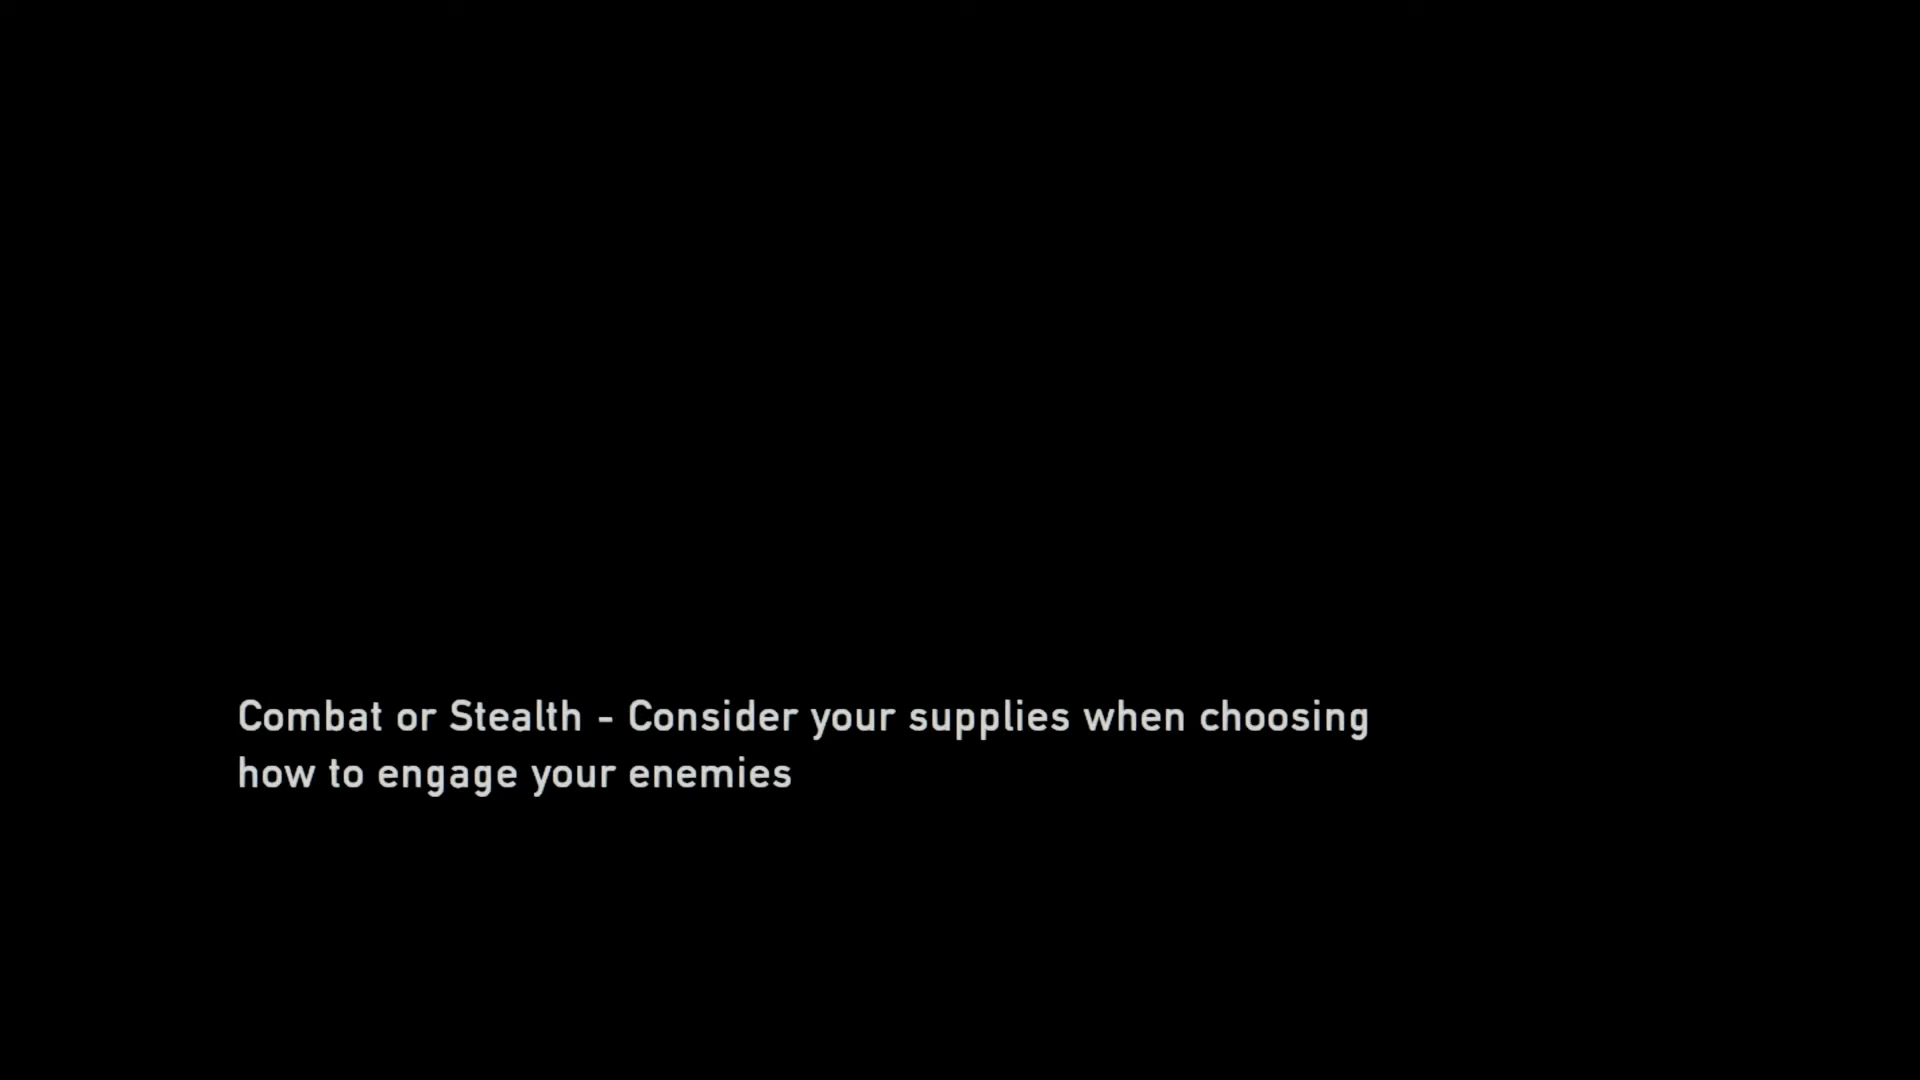 Combat or Stealth - Consider your supplies when choosing
how to engage your enemies